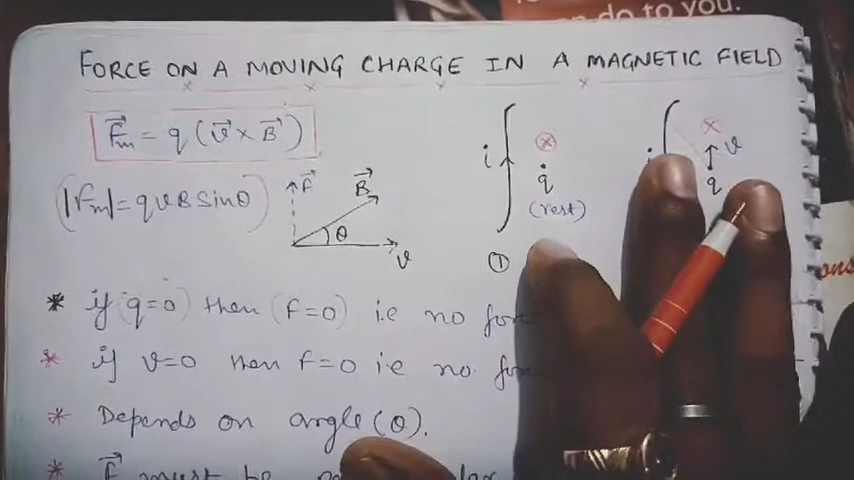 do to you.
FORCE ON A MOVING CHARGE IN A MAGNETIC FIELD
F⃗m = q (v⃗ × B⃗)
|Fm| = qvB sinθ
F⃗ B⃗ θ v
i ⊗ q (rest)
①
i ⊗ v q
* if (q=0) then (F=0) i.e no
* if v=0 then F=0 i.e no
* Depends on angle (θ).
* F⃗ must be